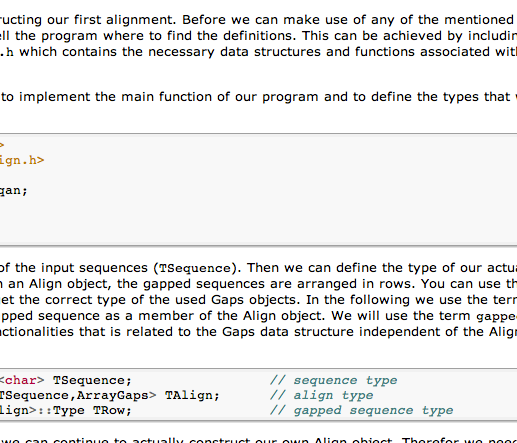 ructing our first alignment. Before we can make use of any of the mentioned
ell the program where to find the definitions. This can be achieved by includin
.h which contains the necessary data structures and functions associated wit
to implement the main function of our program and to define the types that
>
ign.h>
qan;
of the input sequences (TSequence). Then we can define the type of our actu
n an Align object, the gapped sequences are arranged in rows. You can use th
et the correct type of the used Gaps objects. In the following we use the term
pped sequence as a member of the Align object. We will use the term gappe
nctionalities that is related to the Gaps data structure independent of the Align
<char> TSequence; // sequence type
TSequence,ArrayGaps> TAlign; // align type
lign>::Type TRow; // gapped sequence type
we can continue to actually construct our own Align object. Therefor we need